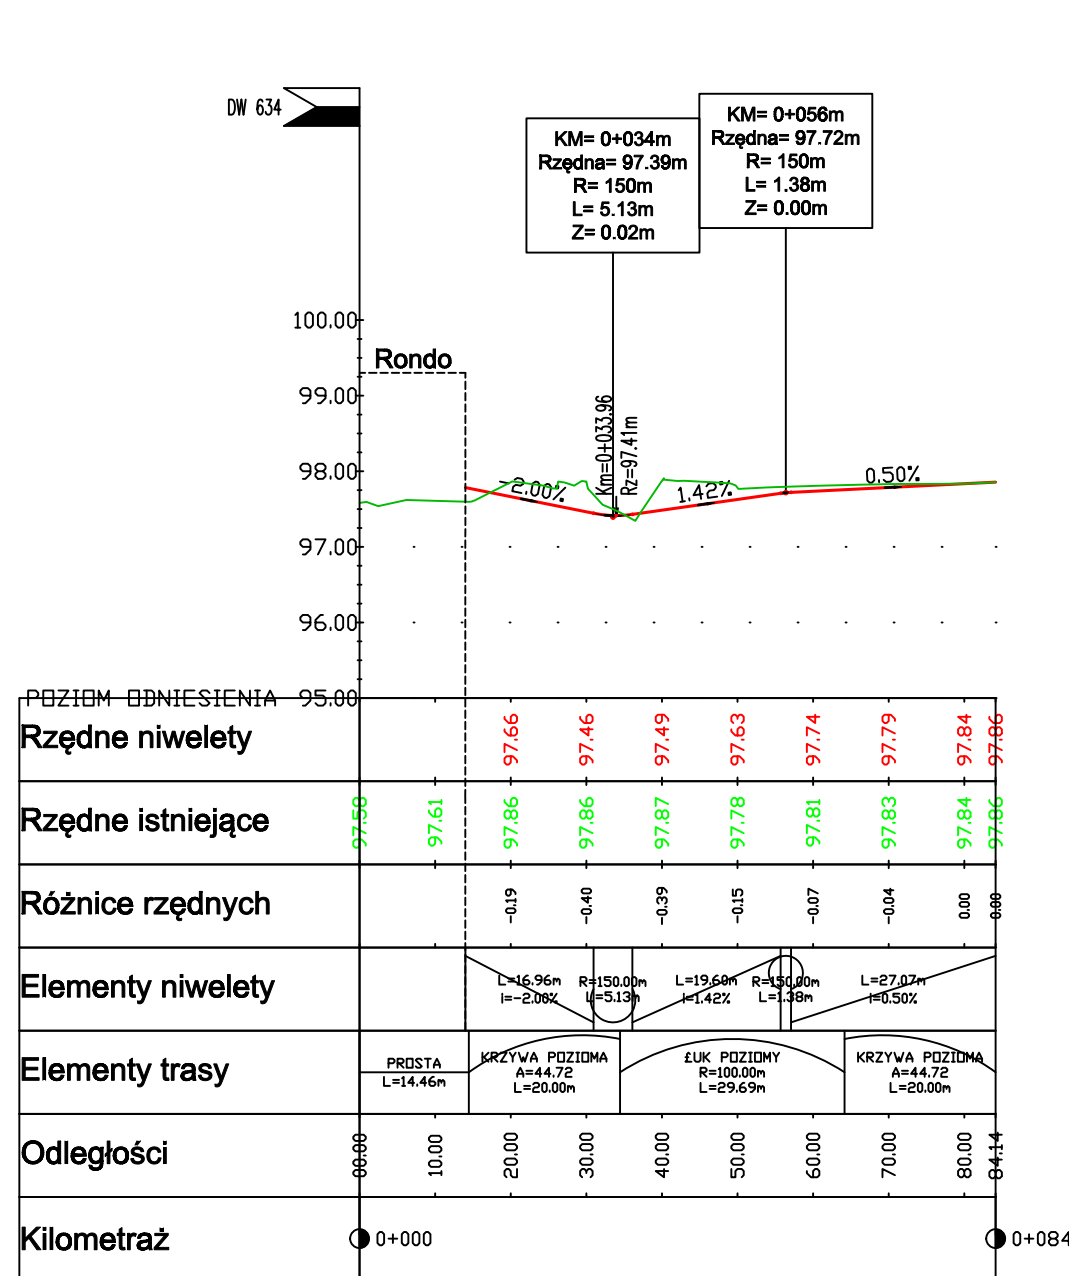 DW 634
KM= 0+056m
Rzędna= 97.72m
R= 150m
L= 1.38m
Z= 0.00m
KM= 0+034m
Rzędna= 97.39m
R= 150m
L= 5.13m
Z= 0.02m
100.00
Rondo
99.00
98.00
97.00
96.00
95.00
Km=0+033.96
Rz=97.41m
-2.00%
1.42%
0.50%
POZIOM ODNIESIENIA
Rzędne niwelety
97.66 97.46 97.49 97.63 97.74 97.79 97.84 97.86
Rzędne istniejące
97.58 97.61 97.86 97.86 97.87 97.78 97.81 97.83 97.84 97.86
Różnice rzędnych
-0.19 -0.40 -0.39 -0.15 -0.07 -0.04 0.00 0.00
Elementy niwelety
L=16.96m R=150.00m L=19.60m R=150.00m L=27.07m
i=-2.00% L=5.13m i=1.42% L=1.38m i=0.50%
Elementy trasy
PROSTA
L=14.46m
KRZYWA POZIOMA
A=44.72
L=20.00m
ŁUK POZIOMY
R=100.00m
L=29.69m
KRZYWA POZIOMA
A=44.72
L=20.00m
Odległości
00.00 10.00 20.00 30.00 40.00 50.00 60.00 70.00 80.00 84.14
Kilometraż
0+000 0+084